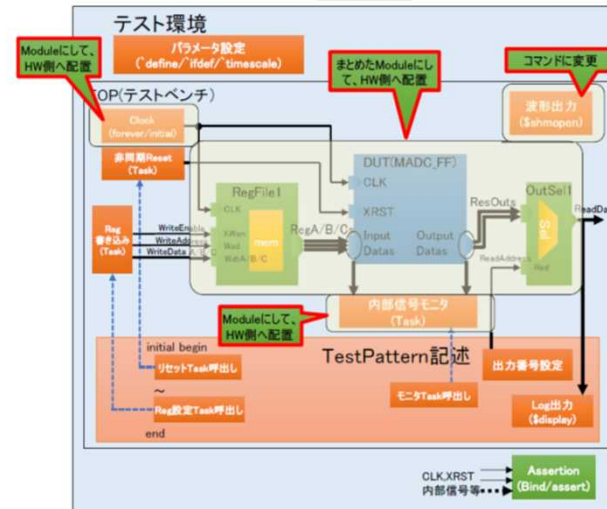 テスト環境
パラメータ設定
(`define/`ifdef/`timescale)
Moduleにして、
HW側へ配置
まとめたModuleにし
て、HW側へ配置
コマンドに変更
TOP(テストベンチ)
Clock
(forever/initial)
波形出力
($shmopen)
非同期Reset
(Task)
DUT(MADC_FF)
CLK
XRST
Input
Datas
Output
Datas
RegFile1
CLK
XWen
Wad
WdtA/B/C
mem
RegA/B/C
ResOuts
OutSel1
Sel
Rad
ReadAddress
ReadDa
Reg
書き込み
(Task)
WriteEnable
WriteAddress
WriteData A/B/C
内部信号モニタ
(Task)
Moduleにして、
HW側へ配置
TestPattern記述
initial begin
リセットTask呼出し
~
Reg設定Task呼出し
end
モニタTask呼出し
出力番号設定
Log出力
($display)
CLK,XRST
内部信号等
Assertion
(Bind/assert)